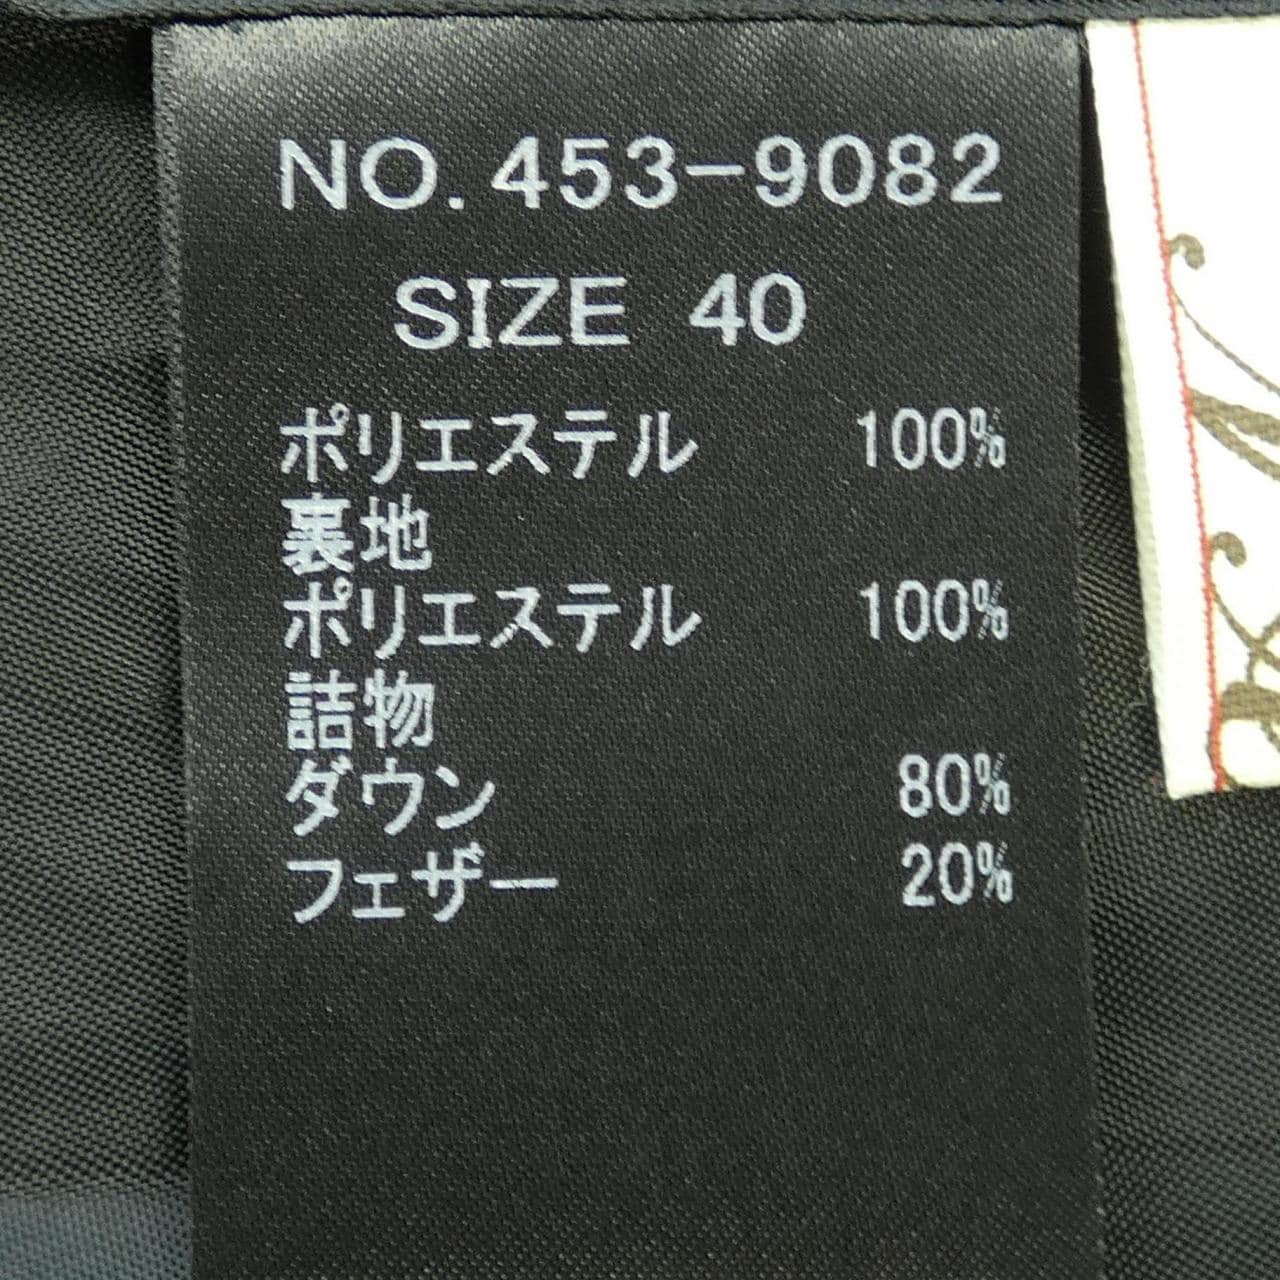 NO. 453-9082
SIZE 40
ポリエステル 100%
裏地
ポリエステル 100%
詰物
ダウン 80%
フェザー 20%